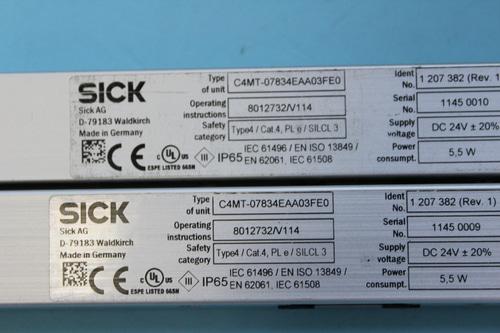 SICK
Sick AG
D-79183 Waldkirch
Made in Germany
CE
c UL us
ESPE LISTED 66SM
III
IP65
Type of unit C4MT-07834EAA03FE0
Operating instructions 8012732/V114
Safety category Type4 / Cat.4, PL e / SILCL 3
IEC 61496 / EN ISO 13849 /
EN 62061, IEC 61508
Ident No. 1 207 382 (Rev. 1)
Serial No. 1145 0010
Supply voltage DC 24V ± 20%
Power consumpt. 5,5 W
SICK
Sick AG
D-79183 Waldkirch
Made in Germany
CE
c UL us
ESPE LISTED 66SM
III
IP65
Type of unit C4MT-07834EAA03FE0
Operating instructions 8012732/V114
Safety category Type4 / Cat.4, PL e / SILCL 3
IEC 61496 / EN ISO 13849 /
EN 62061, IEC 61508
Ident No. 1 207 382 (Rev. 1)
Serial No. 1145 0009
Supply voltage DC 24V ± 20%
Power consumpt. 5,5 W